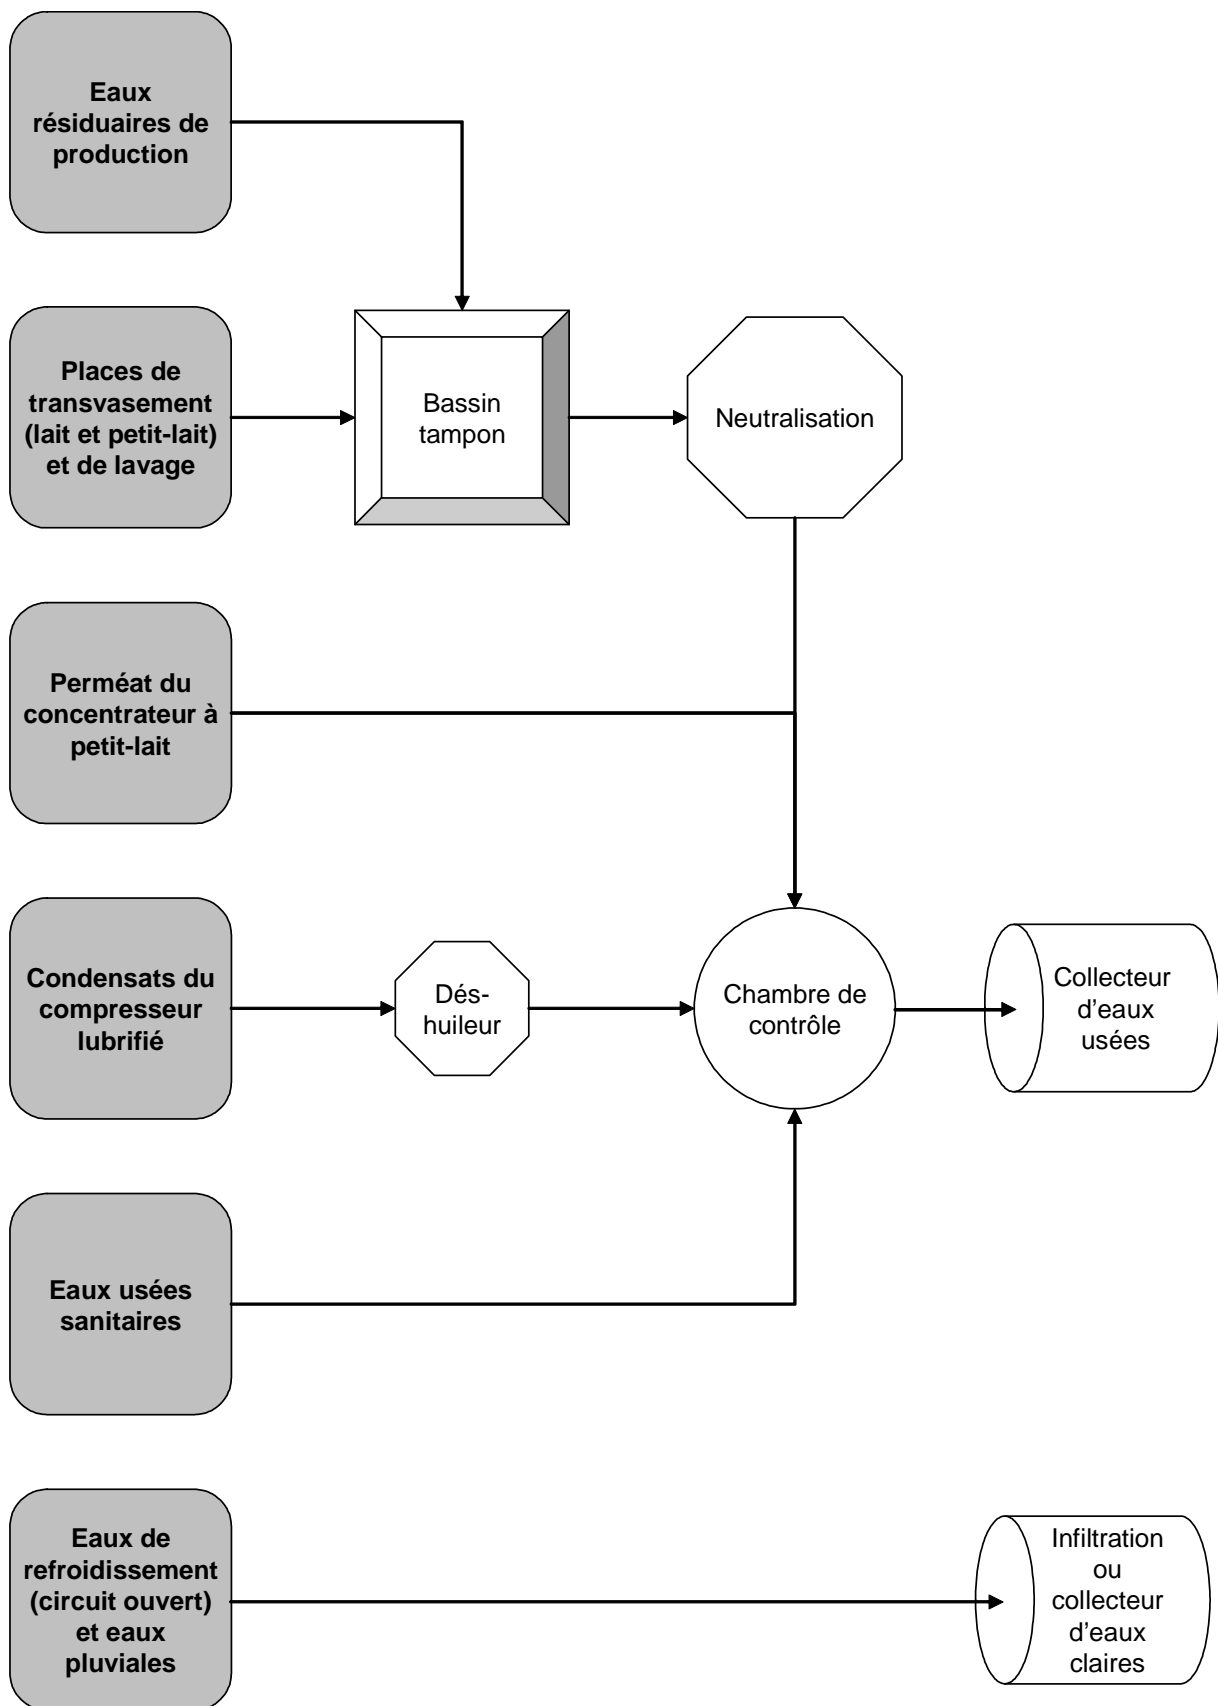 Eaux
résiduaires de
production
Places de
transvasement
(lait et petit-lait)
et de lavage
Bassin
tampon
Neutralisation
Perméat du
concentrateur à
petit-lait
Condensats du
compresseur
lubrifié
Dés-
huileur
Chambre de
contrôle
Collecteur
d'eaux
usées
Eaux usées
sanitaires
Eaux de
refroidissement
(circuit ouvert)
et eaux
pluviales
Infiltration
ou
collecteur
d'eaux
claires